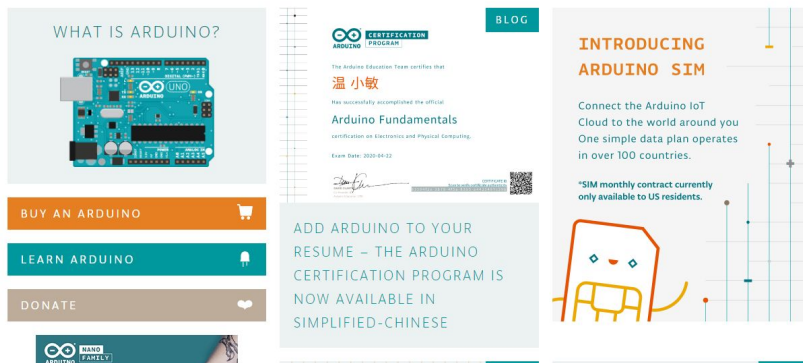 WHAT IS ARDUINO?
DIGITAL (PWM~)
UNO
ARDUINO
BUY AN ARDUINO
LEARN ARDUINO
DONATE
NANO
FAMILY
ARDUINO
BLOG
CERTIFICATION
PROGRAM
ARDUINO
The Arduino Education Team certifies that
温 小敏
Has successfully accomplished the official
Arduino Fundamentals
certification on Electronics and Physical Computing.
Exam Date: 2020-04-22
ADD ARDUINO TO YOUR
RESUME – THE ARDUINO
CERTIFICATION PROGRAM IS
NOW AVAILABLE IN
SIMPLIFIED-CHINESE
INTRODUCING
ARDUINO SIM
Connect the Arduino IoT
Cloud to the world around you
One simple data plan operates
in over 100 countries.
*SIM monthly contract currently
only available to US residents.